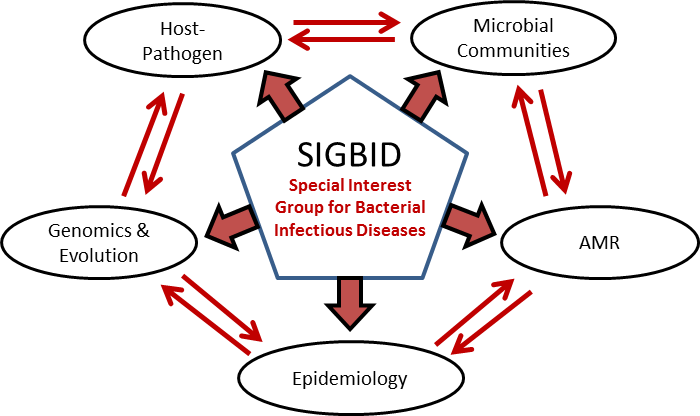 Host-
Pathogen
Microbial
Communities
SIGBID
Special Interest
Group for Bacterial
Infectious Diseases
Genomics &
Evolution
AMR
Epidemiology